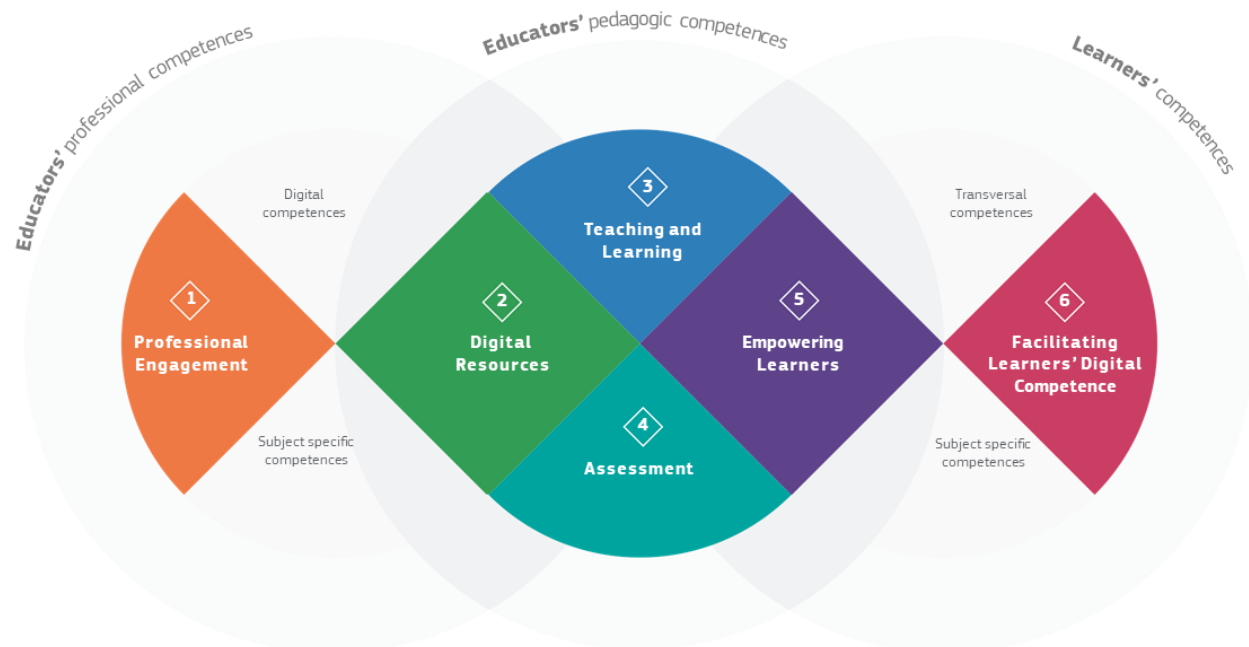 Educators' professional competences
Educators' pedagogic competences
Learners' competences
Digital
competences
Subject specific
competences
1
Professional
Engagement
2
Digital
Resources
3
Teaching and
Learning
4
Assessment
5
Empowering
Learners
Transversal
competences
Subject specific
competences
6
Facilitating
Learners' Digital
Competence